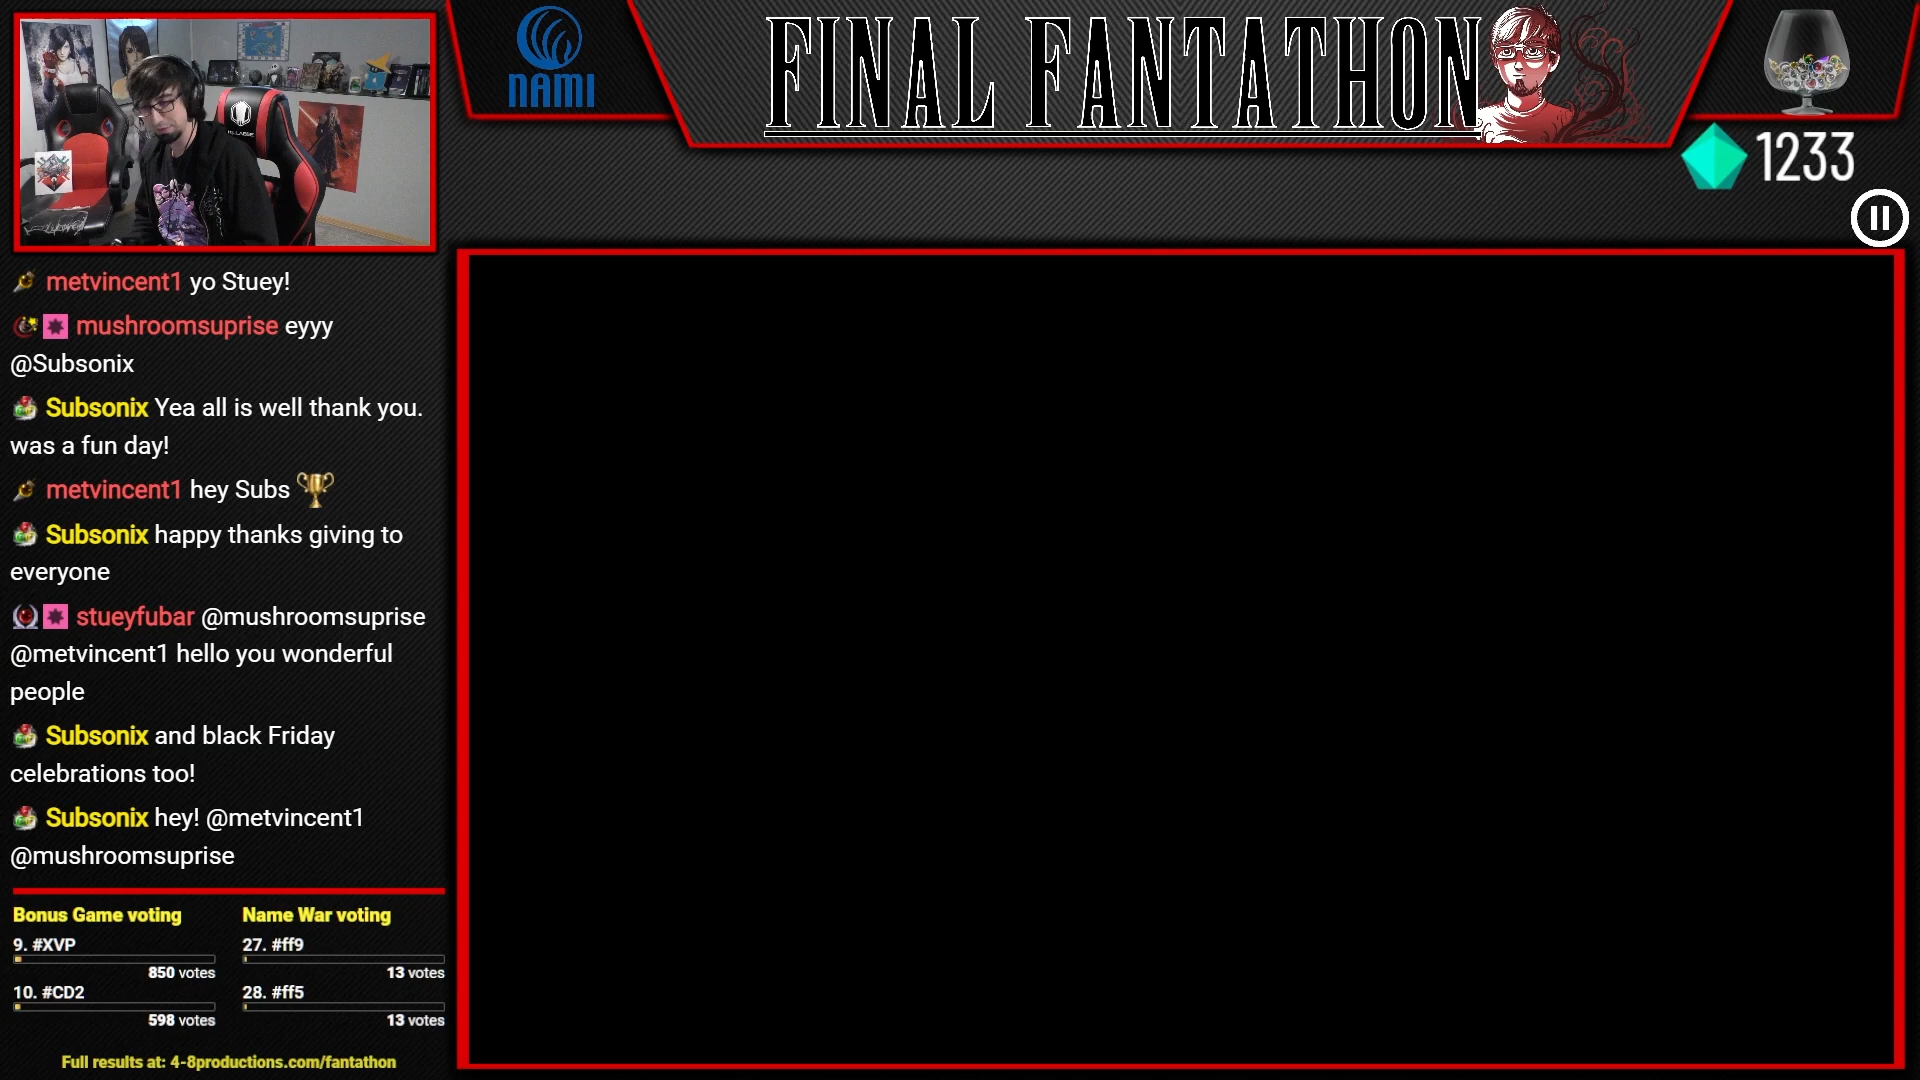 NAMI
FINAL FANTATHON
1233
metvincent1 yo Stuey!
mushroomsuprise eyyy
@Subsonix
Subsonix Yea all is well thank you.
was a fun day!
metvincent1 hey Subs
Subsonix happy thanks giving to
everyone
stueyfubar @mushroomsuprise
@metvincent1 hello you wonderful
people
Subsonix and black Friday
celebrations too!
Subsonix hey! @metvincent1
@mushroomsuprise
Bonus Game voting
9. #XVP
850 votes
10. #CD2
598 votes
Name War voting
27. #ff9
13 votes
28. #ff5
13 votes
Full results at: 4-8productions.com/fantathon